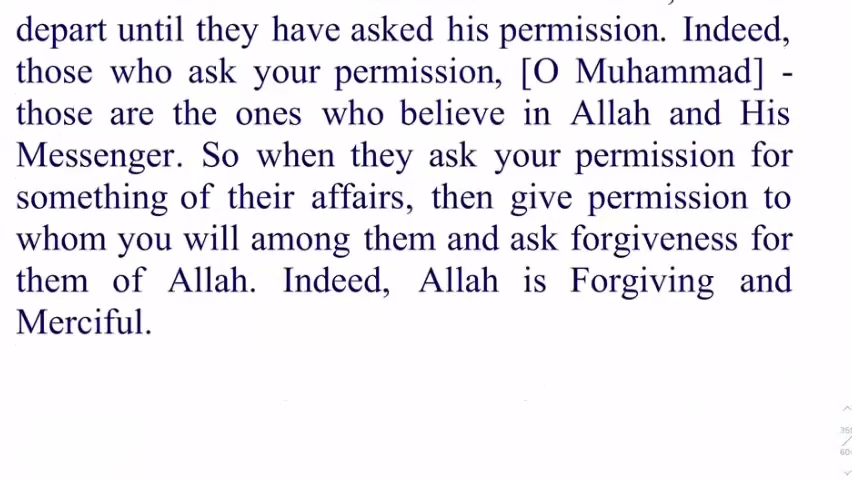 depart until they have asked his permission. Indeed,
those who ask your permission, [O Muhammad] -
those are the ones who believe in Allah and His
Messenger. So when they ask your permission for
something of their affairs, then give permission to
whom you will among them and ask forgiveness for
them of Allah. Indeed, Allah is Forgiving and
Merciful.